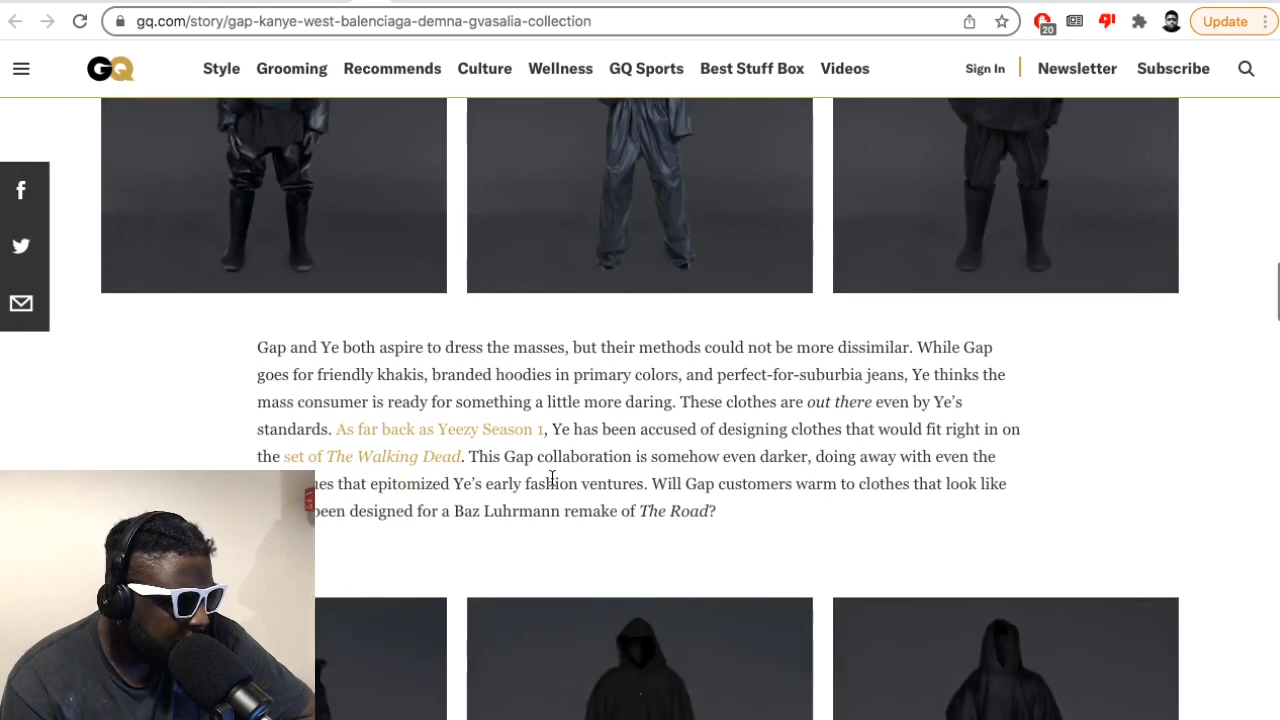 gq.com/story/gap-kanye-west-balenciaga-demna-gvasalia-collection
20
Update
GQ
Style
Grooming
Recommends
Culture
Wellness
GQ Sports
Best Stuff Box
Videos
Sign In
Newsletter
Subscribe
Gap and Ye both aspire to dress the masses, but their methods could not be more dissimilar. While Gap
goes for friendly khakis, branded hoodies in primary colors, and perfect-for-suburbia jeans, Ye thinks the
mass consumer is ready for something a little more daring. These clothes are out there even by Ye's
standards. As far back as Yeezy Season 1, Ye has been accused of designing clothes that would fit right in on
the set of The Walking Dead. This Gap collaboration is somehow even darker, doing away with even the
that epitomized Ye's early fashion ventures. Will Gap customers warm to clothes that look like
been designed for a Baz Luhrmann remake of The Road?